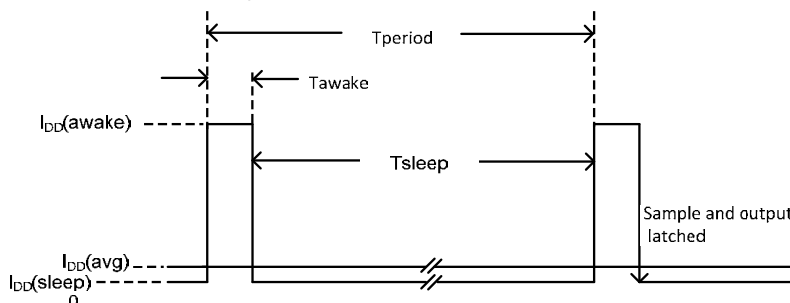 Tperiod
Tawake
IDD(awake)
Tsleep
Sample and output
latched
IDD(avg)
IDD(sleep)
0